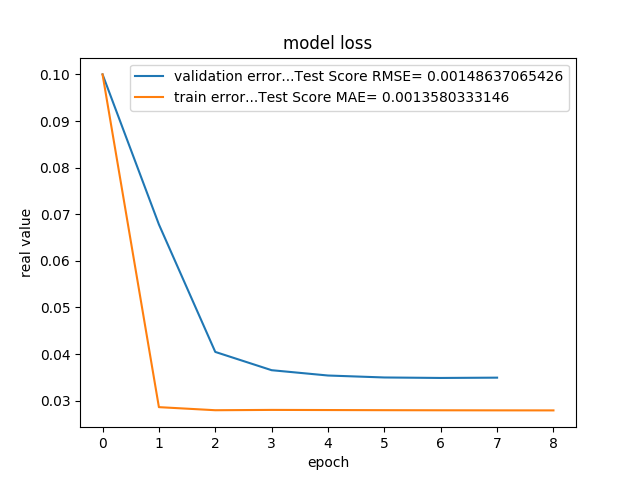 model loss
validation error...Test Score RMSE= 0.00148637065426
train error...Test Score MAE= 0.0013580333146
0.10
0.09
0.08
0.07
0.06
0.05
0.04
0.03
real value
0 1 2 3 4 5 6 7 8
epoch